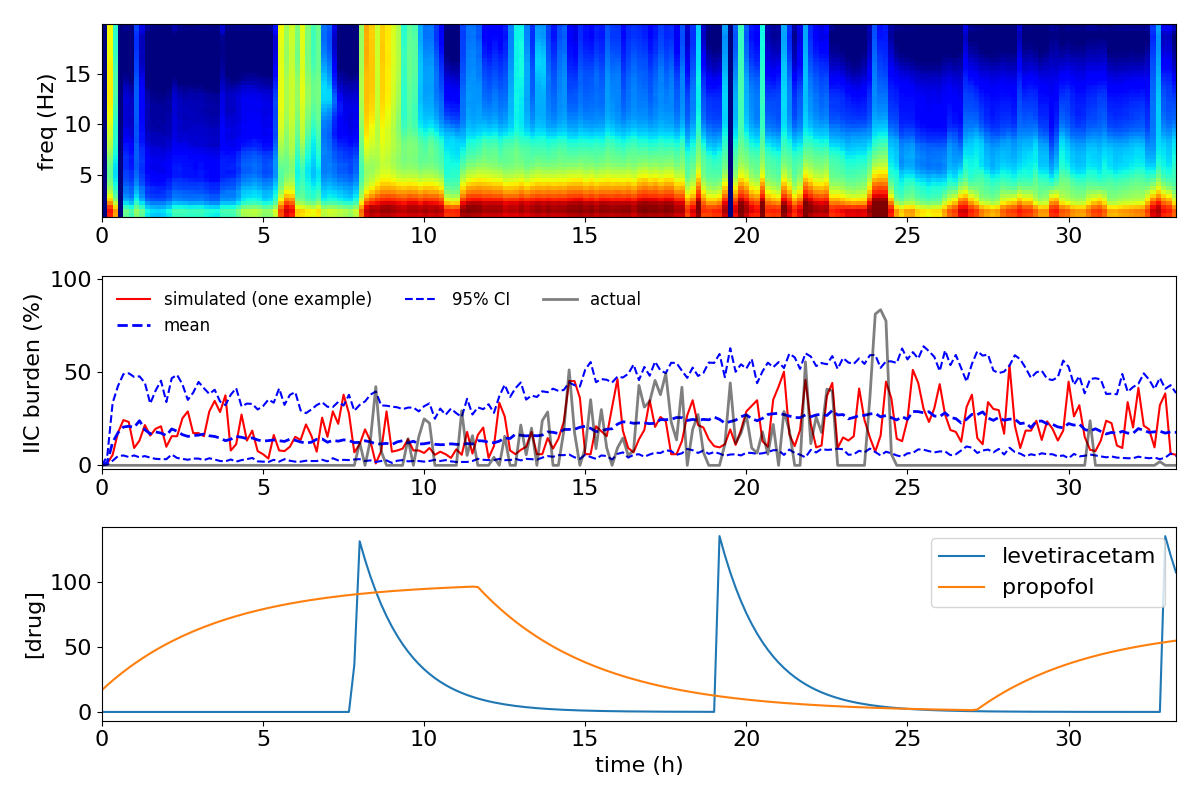 freq (Hz)
15
10
5
0 5 10 15 20 25 30
IIC burden (%)
100
50
0
simulated (one example) 95% CI actual
mean
0 5 10 15 20 25 30
[drug]
100
50
0
levetiracetam
propofol
0 5 10 15 20 25 30
time (h)